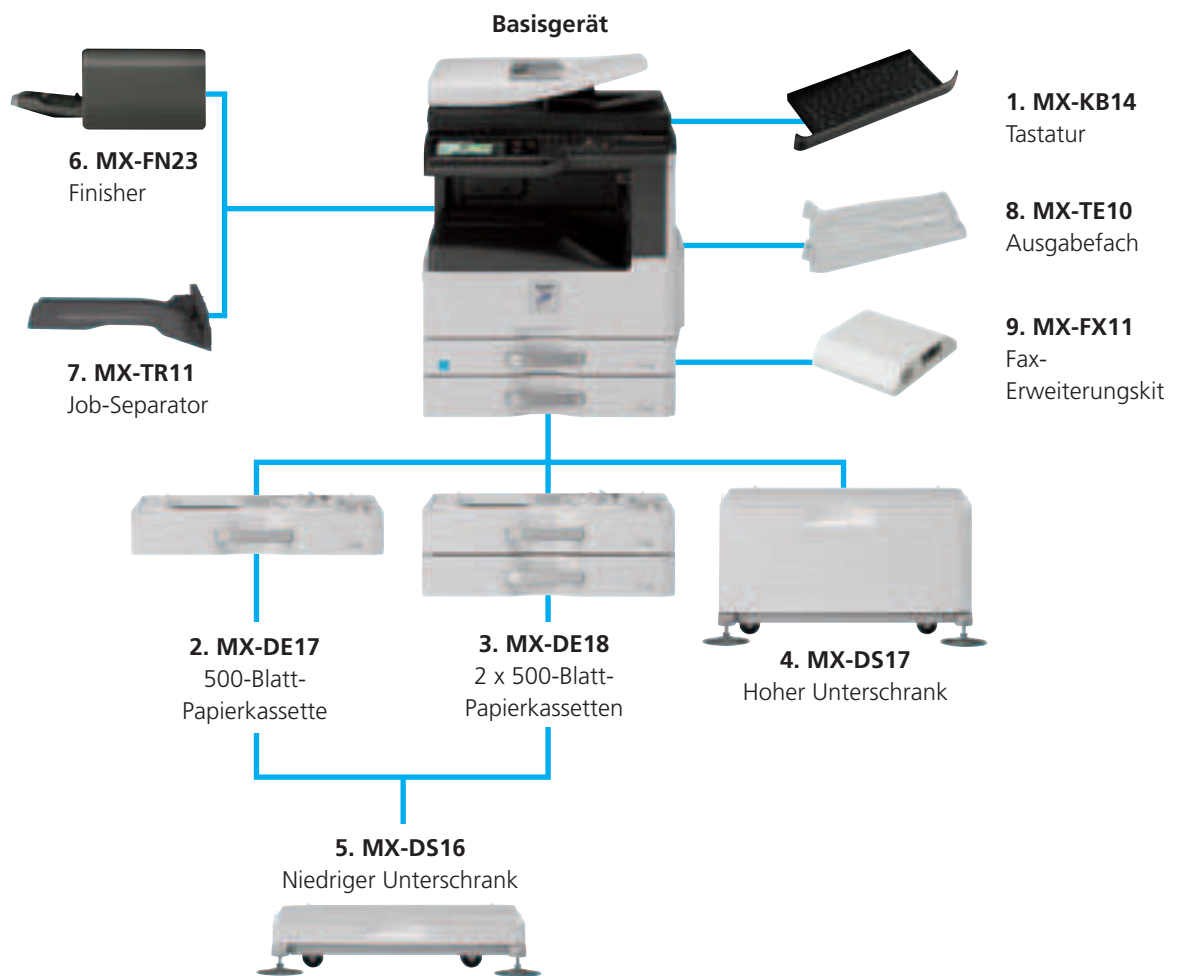 Basisgerät
6. MX-FN23
Finisher
7. MX-TR11
Job-Separator
1. MX-KB14
Tastatur
8. MX-TE10
Ausgabefach
9. MX-FX11
Fax-
Erweiterungskit
2. MX-DE17
500-Blatt-
Papierkassette
3. MX-DE18
2 x 500-Blatt-
Papierkassetten
4. MX-DS17
Hoher Unterschrank
5. MX-DS16
Niedriger Unterschrank